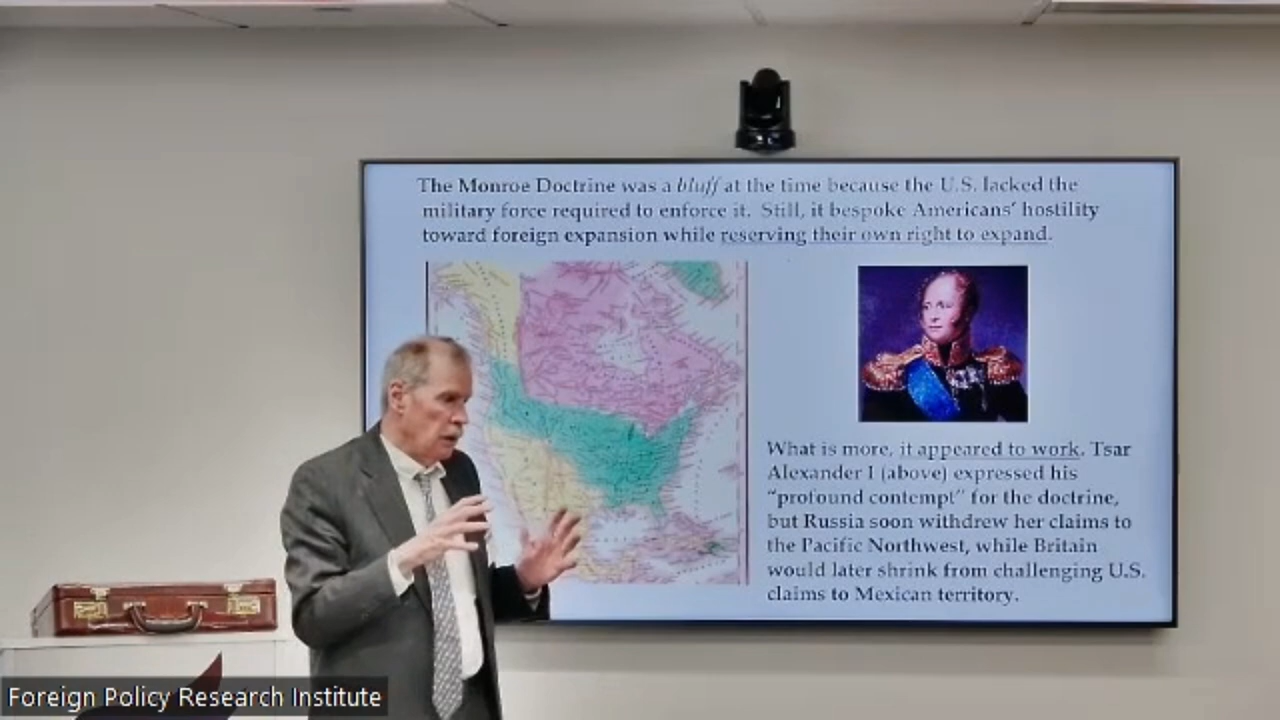 The Monroe Doctrine was a bluff at the time because the U.S. lacked the
military force required to enforce it. Still, it bespoke Americans' hostility
toward foreign expansion while reserving their own right to expand.
What is more, it appeared to work. Tsar
Alexander I (above) expressed his
“profound contempt” for the doctrine,
but Russia soon withdrew her claims to
the Pacific Northwest, while Britain
would later shrink from challenging U.S.
claims to Mexican territory.
Foreign Policy Research Institute